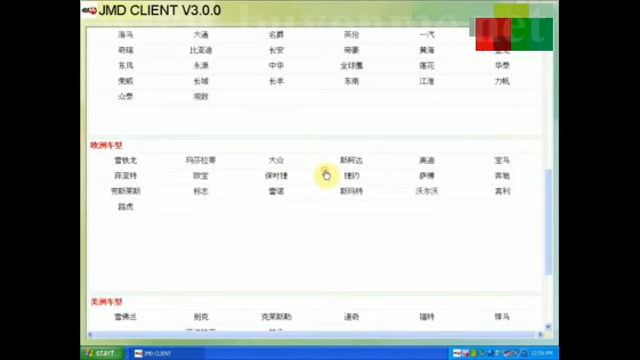 JMD CLIENT V3.0.0
海马 大通 名爵 英伦 一汽
奇瑞 比亚迪 长安 帝豪 黄海
东风 永源 中华 全球鹰 莲花 华泰
荣威 长城 长丰 东南 江淮 力帆
众泰 观致
欧洲车型
雪铁龙 玛莎拉蒂 大众 斯柯达 奥迪 宝马
菲亚特 欧宝 保时捷 捷豹 萨博 奔驰
劳斯莱斯 标志 雷诺 斯玛特 沃尔沃 宾利
路虎
美洲车型
雪佛兰 别克 克莱斯勒 道奇 福特 悍马
start JMD CLIENT 12:56 PM